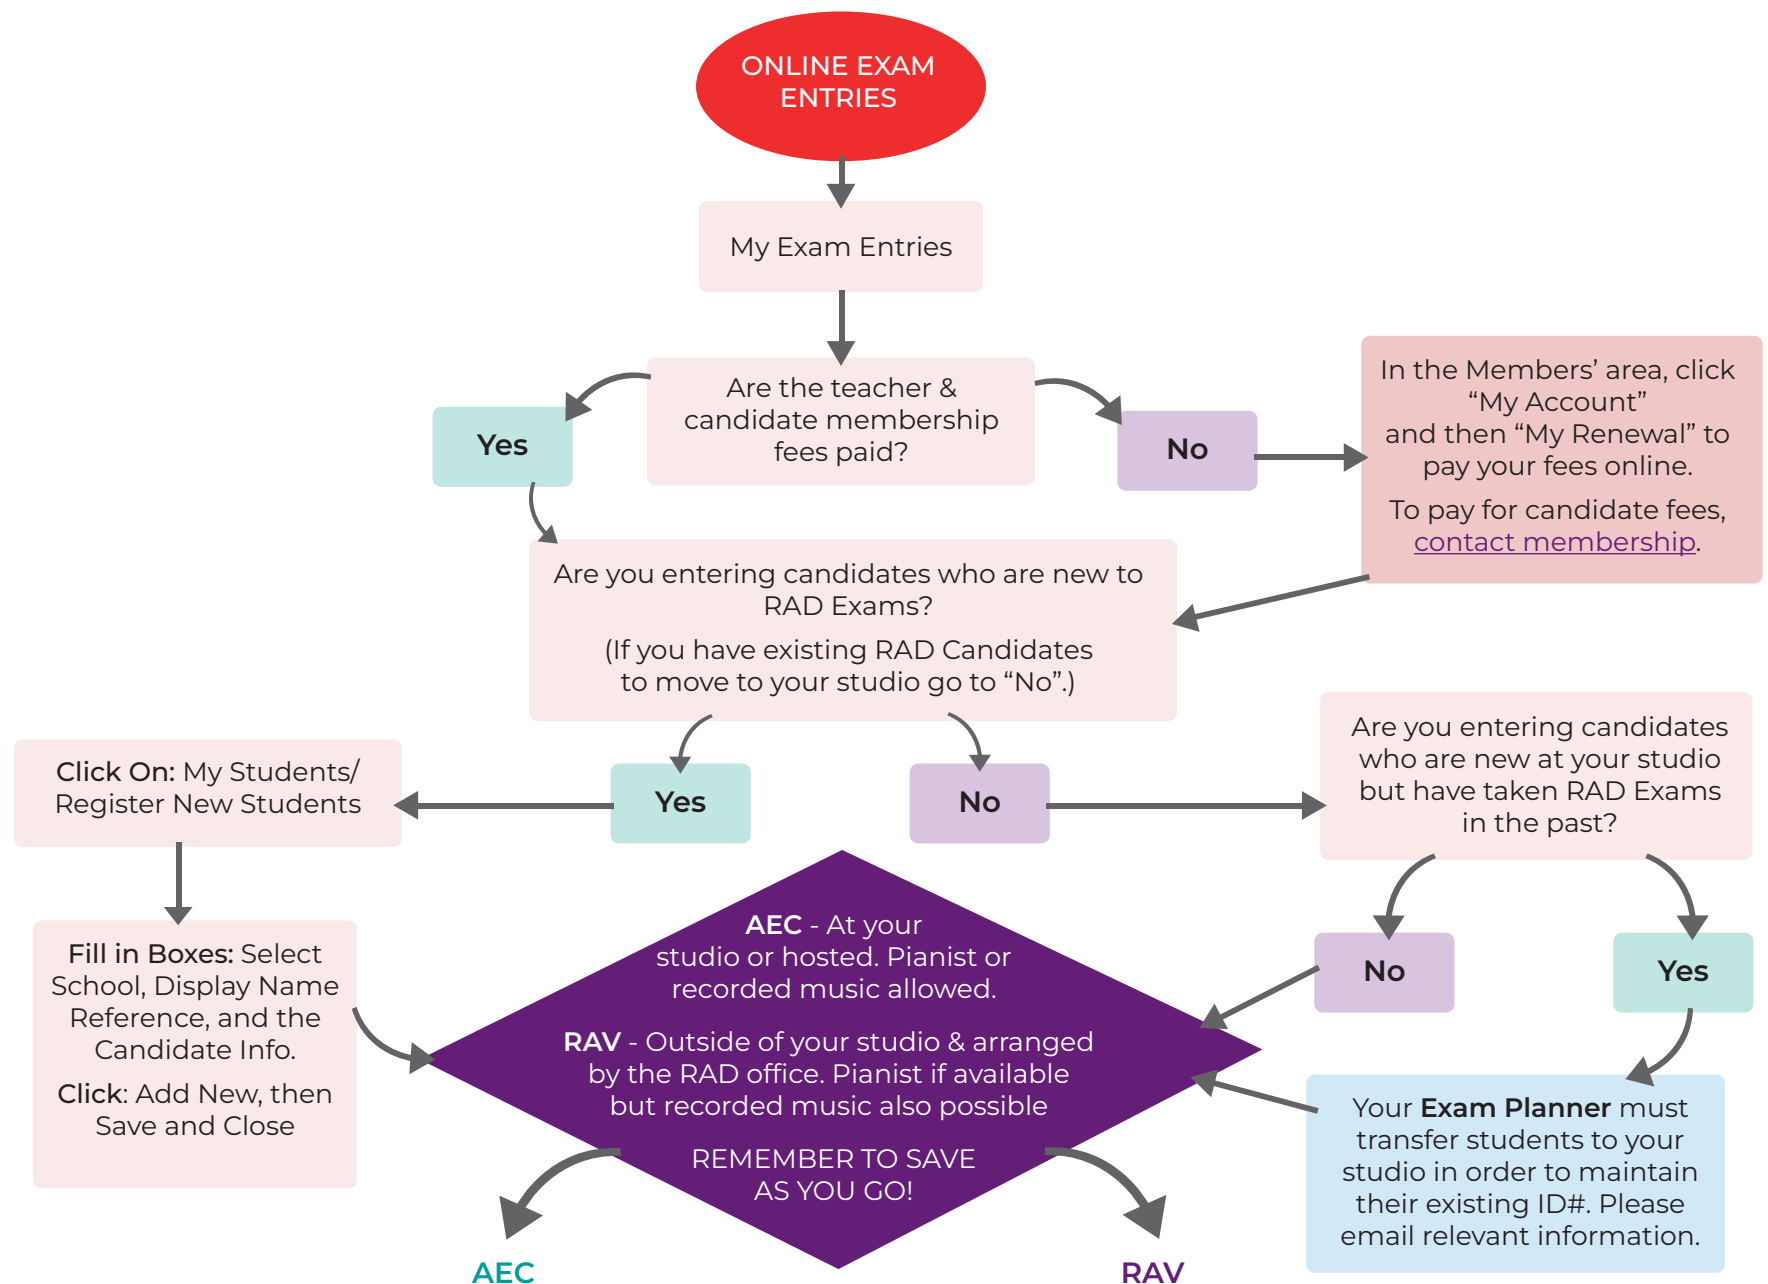 ONLINE EXAM
ENTRIES
My Exam Entries
Are the teacher &
candidate membership
fees paid?
Yes
No
In the Members’ area, click
“My Account”
and then “My Renewal” to
pay your fees online.
To pay for candidate fees,
contact membership.
Are you entering candidates who are new to
RAD Exams?
(If you have existing RAD Candidates
to move to your studio go to “No”.)
Yes
No
Click On: My Students/
Register New Students
Fill in Boxes: Select
School, Display Name
Reference, and the
Candidate Info.
Click: Add New, then
Save and Close
Are you entering candidates
who are new at your studio
but have taken RAD Exams
in the past?
No
Yes
Your Exam Planner must
transfer students to your
studio in order to maintain
their existing ID#. Please
email relevant information.
AEC - At your
studio or hosted. Pianist or
recorded music allowed.
RAV - Outside of your studio & arranged
by the RAD office. Pianist if available
but recorded music also possible
REMEMBER TO SAVE
AS YOU GO!
AEC
RAV